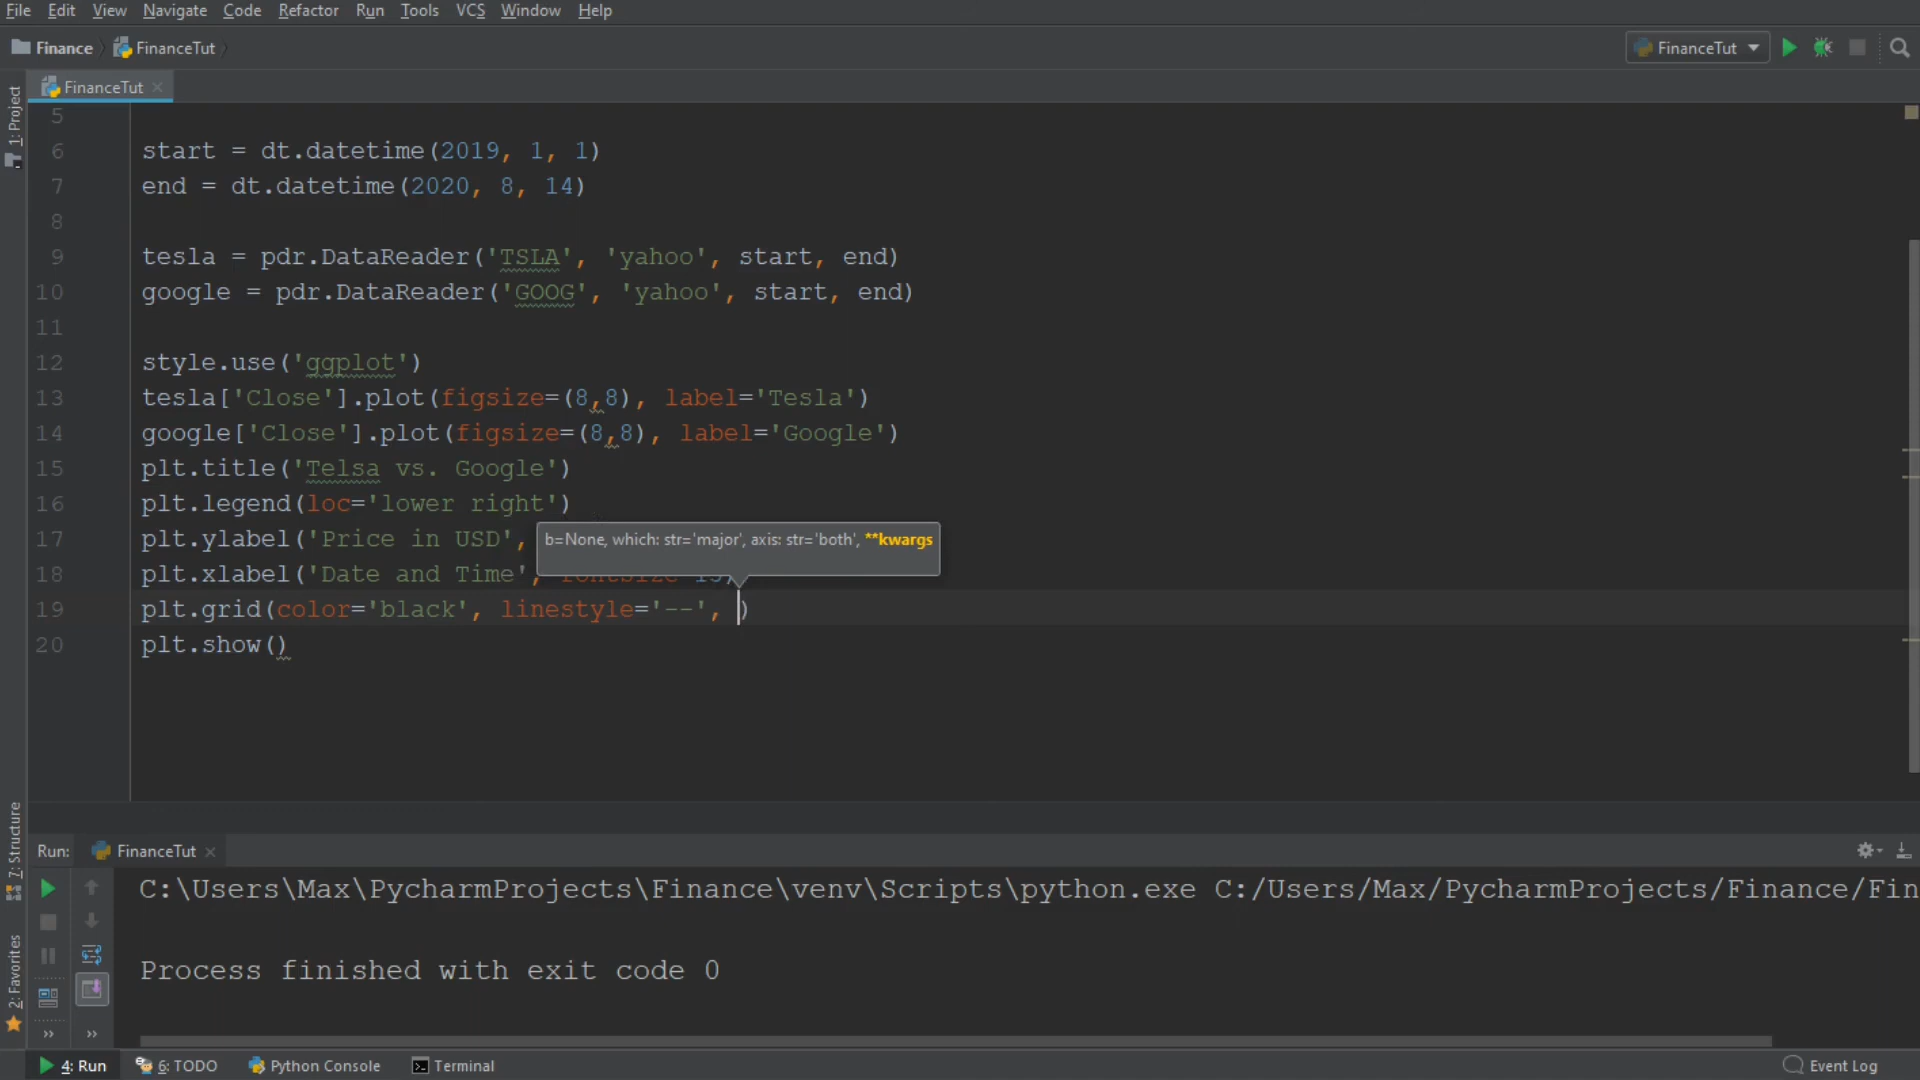 File Edit View Navigate Code Refactor Run Tools VCS Window Help
Finance FinanceTut FinanceTut
FinanceTut
1: Project
5
6 start = dt.datetime(2019, 1, 1)
7 end = dt.datetime(2020, 8, 14)
8
9 tesla = pdr.DataReader('TSLA', 'yahoo', start, end)
10 google = pdr.DataReader('GOOG', 'yahoo', start, end)
11
12 style.use('ggplot')
13 tesla['Close'].plot(figsize=(8,8), label='Tesla')
14 google['Close'].plot(figsize=(8,8), label='Google')
15 plt.title('Telsa vs. Google')
16 plt.legend(loc='lower right')
17 plt.ylabel('Price in USD',
b=None, which: str='major', axis: str='both', **kwargs
18 plt.xlabel('Date and Time',
19 plt.grid(color='black', linestyle='--', )
20 plt.show()
7: Structure
2: Favorites
Run: FinanceTut
C:\Users\Max\PycharmProjects\Finance\venv\Scripts\python.exe C:/Users/Max/PycharmProjects/Finance/Fin
Process finished with exit code 0
4: Run 6: TODO Python Console Terminal Event Log